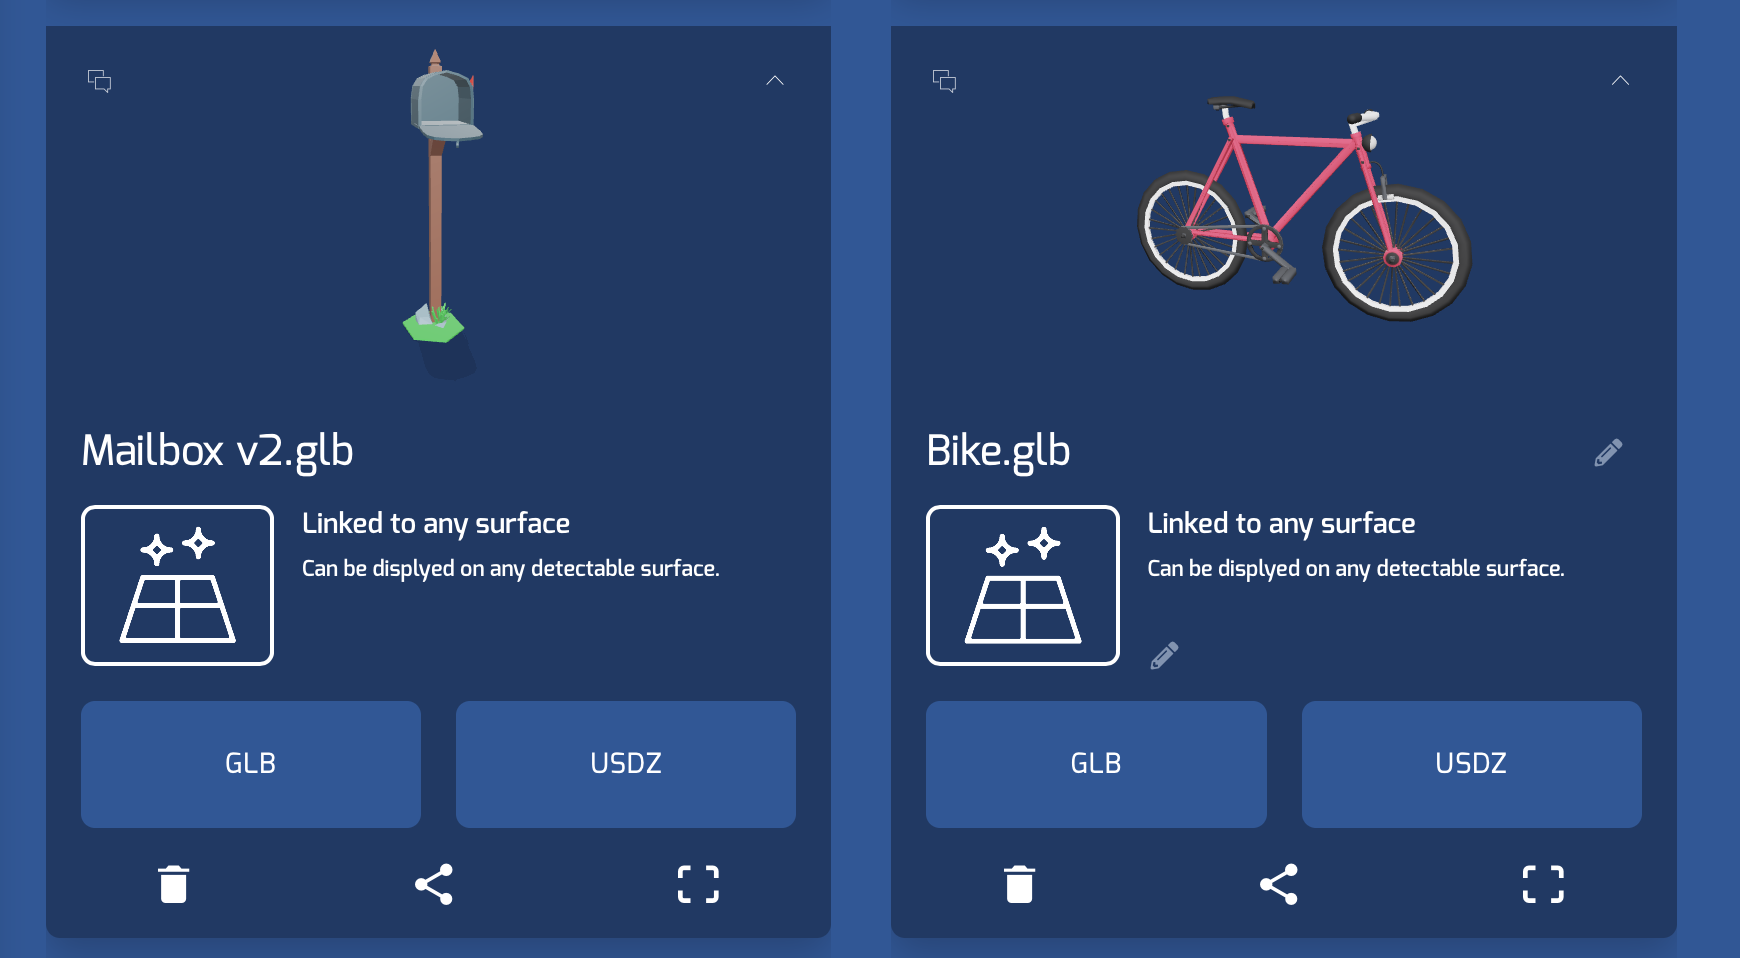 Mailbox v2.glb
Linked to any surface
Can be displyed on any detectable surface.
GLB
USDZ
Bike.glb
Linked to any surface
Can be displyed on any detectable surface.
GLB
USDZ